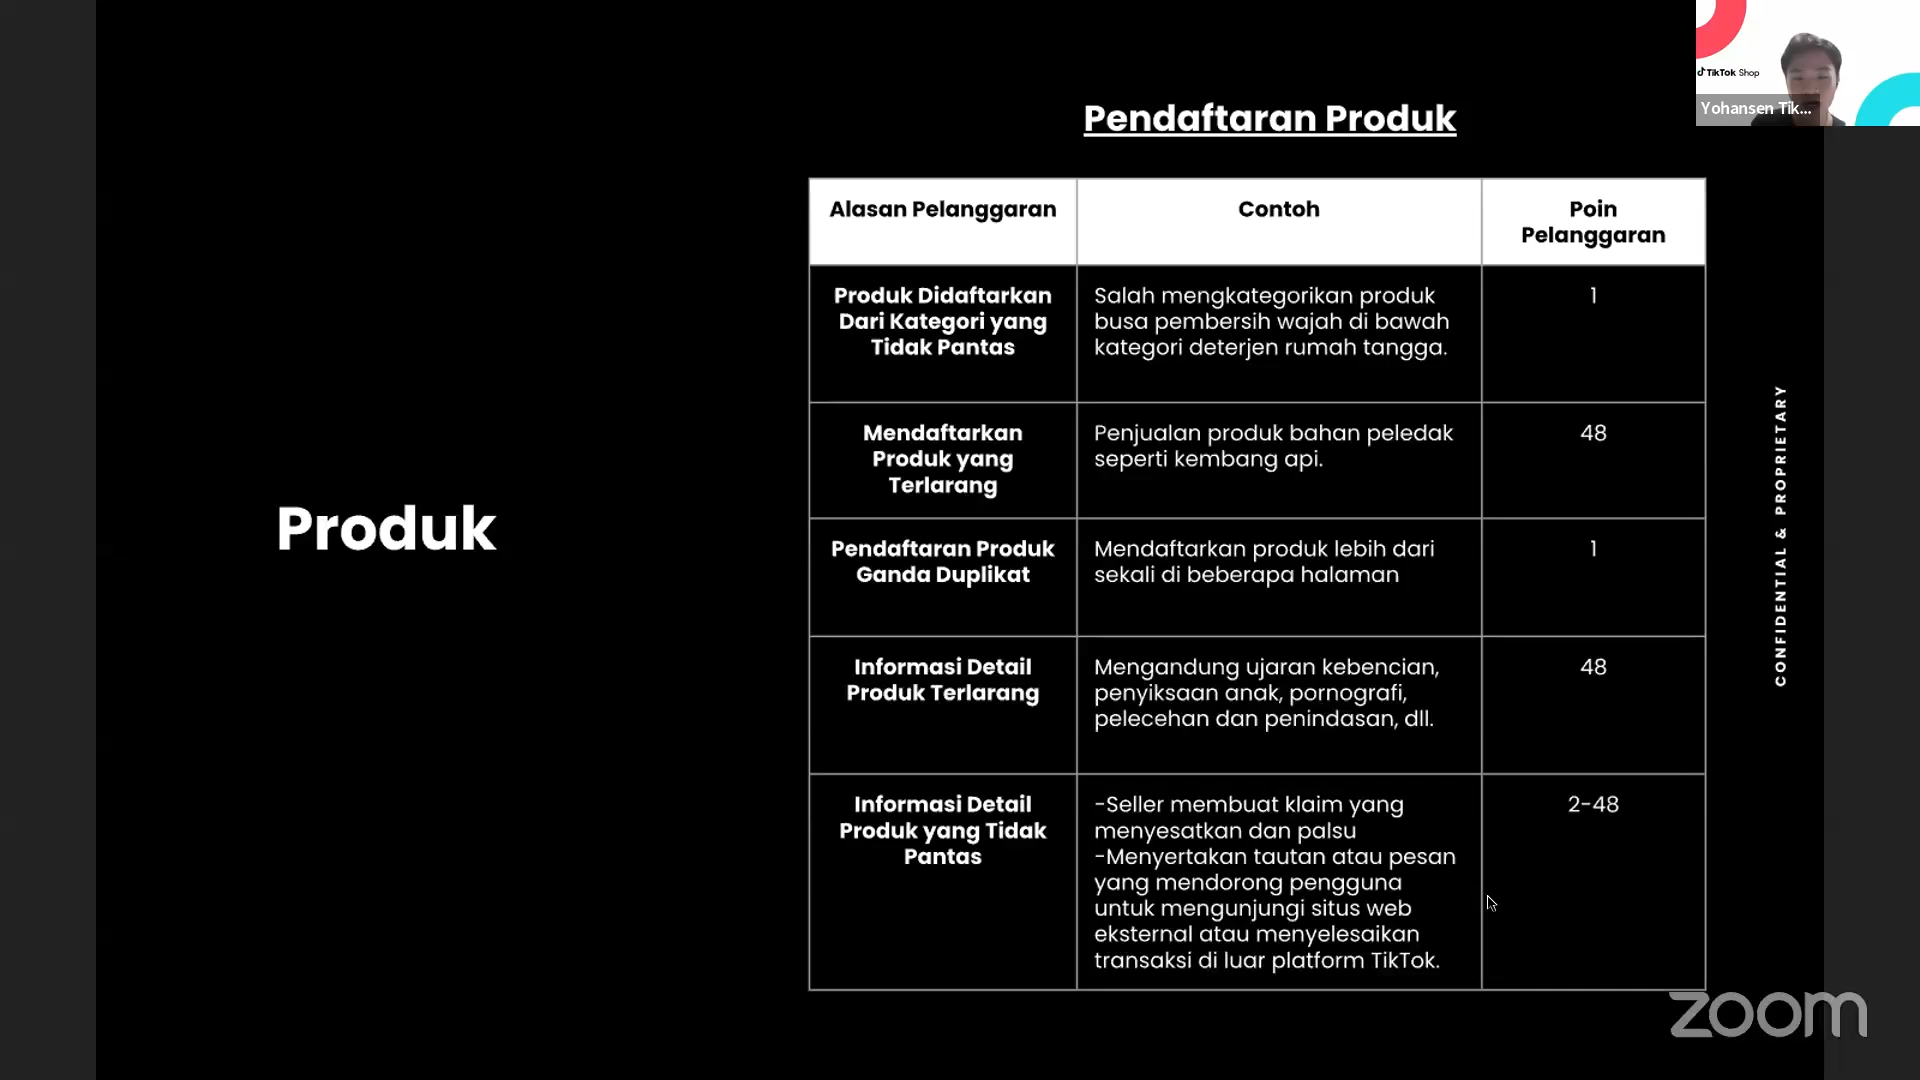 TikTok Shop
Yohansen Tik...
Pendaftaran Produk
Produk
Alasan Pelanggaran
Contoh
Poin
Pelanggaran
Produk Didaftarkan
Dari Kategori yang
Tidak Pantas
Salah mengkategorikan produk
busa pembersih wajah di bawah
kategori deterjen rumah tangga.
1
Mendaftarkan
Produk yang
Terlarang
Penjualan produk bahan peledak
seperti kembang api.
48
Pendaftaran Produk
Ganda Duplikat
Mendaftarkan produk lebih dari
sekali di beberapa halaman
1
Informasi Detail
Produk Terlarang
Mengandung ujaran kebencian,
penyiksaan anak, pornografi,
pelecehan dan penindasan, dll.
48
Informasi Detail
Produk yang Tidak
Pantas
-Seller membuat klaim yang
menyesatkan dan palsu
-Menyertakan tautan atau pesan
yang mendorong pengguna
untuk mengunjungi situs web
eksternal atau menyelesaikan
transaksi di luar platform TikTok.
2-48
CONFIDENTIAL & PROPRIETARY
zoom